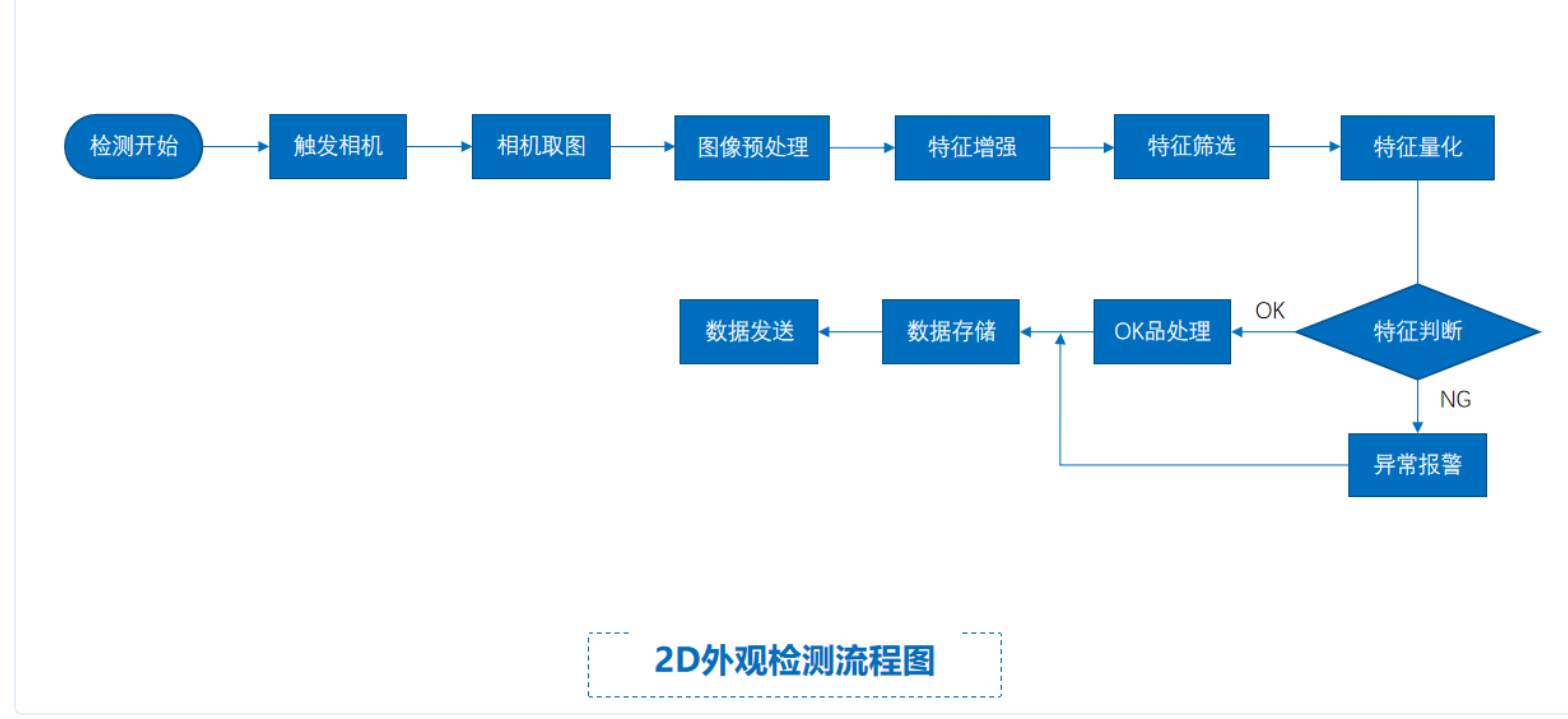 检测开始
触发相机
相机取图
图像预处理
特征增强
特征筛选
特征量化
数据发送
数据存储
OK品处理
OK
特征判断
NG
异常报警
2D外观检测流程图